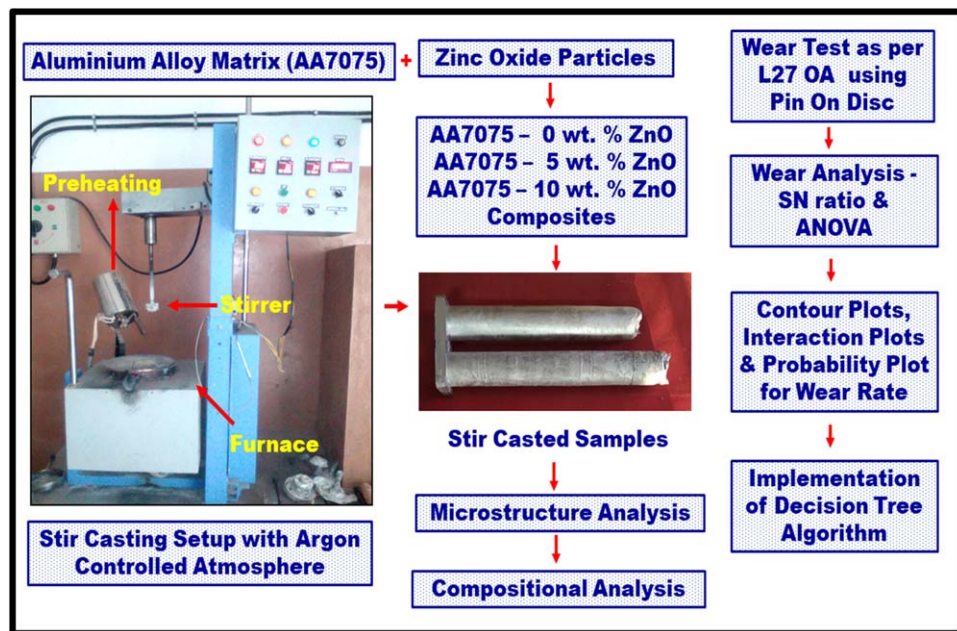 Aluminium Alloy Matrix (AA7075)
+
Zinc Oxide Particles
AA7075 – 0 wt. % ZnO
AA7075 – 5 wt. % ZnO
AA7075 – 10 wt. % ZnO
Composites
Preheating
Stirrer
Furnace
Stir Casting Setup with Argon
Controlled Atmosphere
Stir Casted Samples
Microstructure Analysis
Compositional Analysis
Wear Test as per
L27 OA using
Pin On Disc
Wear Analysis -
SN ratio &
ANOVA
Contour Plots,
Interaction Plots
& Probability Plot
for Wear Rate
Implementation
of Decision Tree
Algorithm